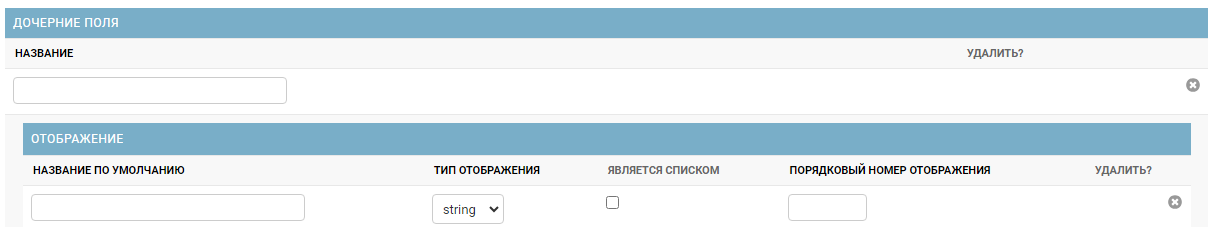 ДОЧЕРНИЕ ПОЛЯ
НАЗВАНИЕ УДАЛИТЬ?
ОТОБРАЖЕНИЕ
НАЗВАНИЕ ПО УМОЛЧАНИЮ ТИП ОТОБРАЖЕНИЯ ЯВЛЯЕТСЯ СПИСКОМ ПОРЯДКОВЫЙ НОМЕР ОТОБРАЖЕНИЯ УДАЛИТЬ?
string